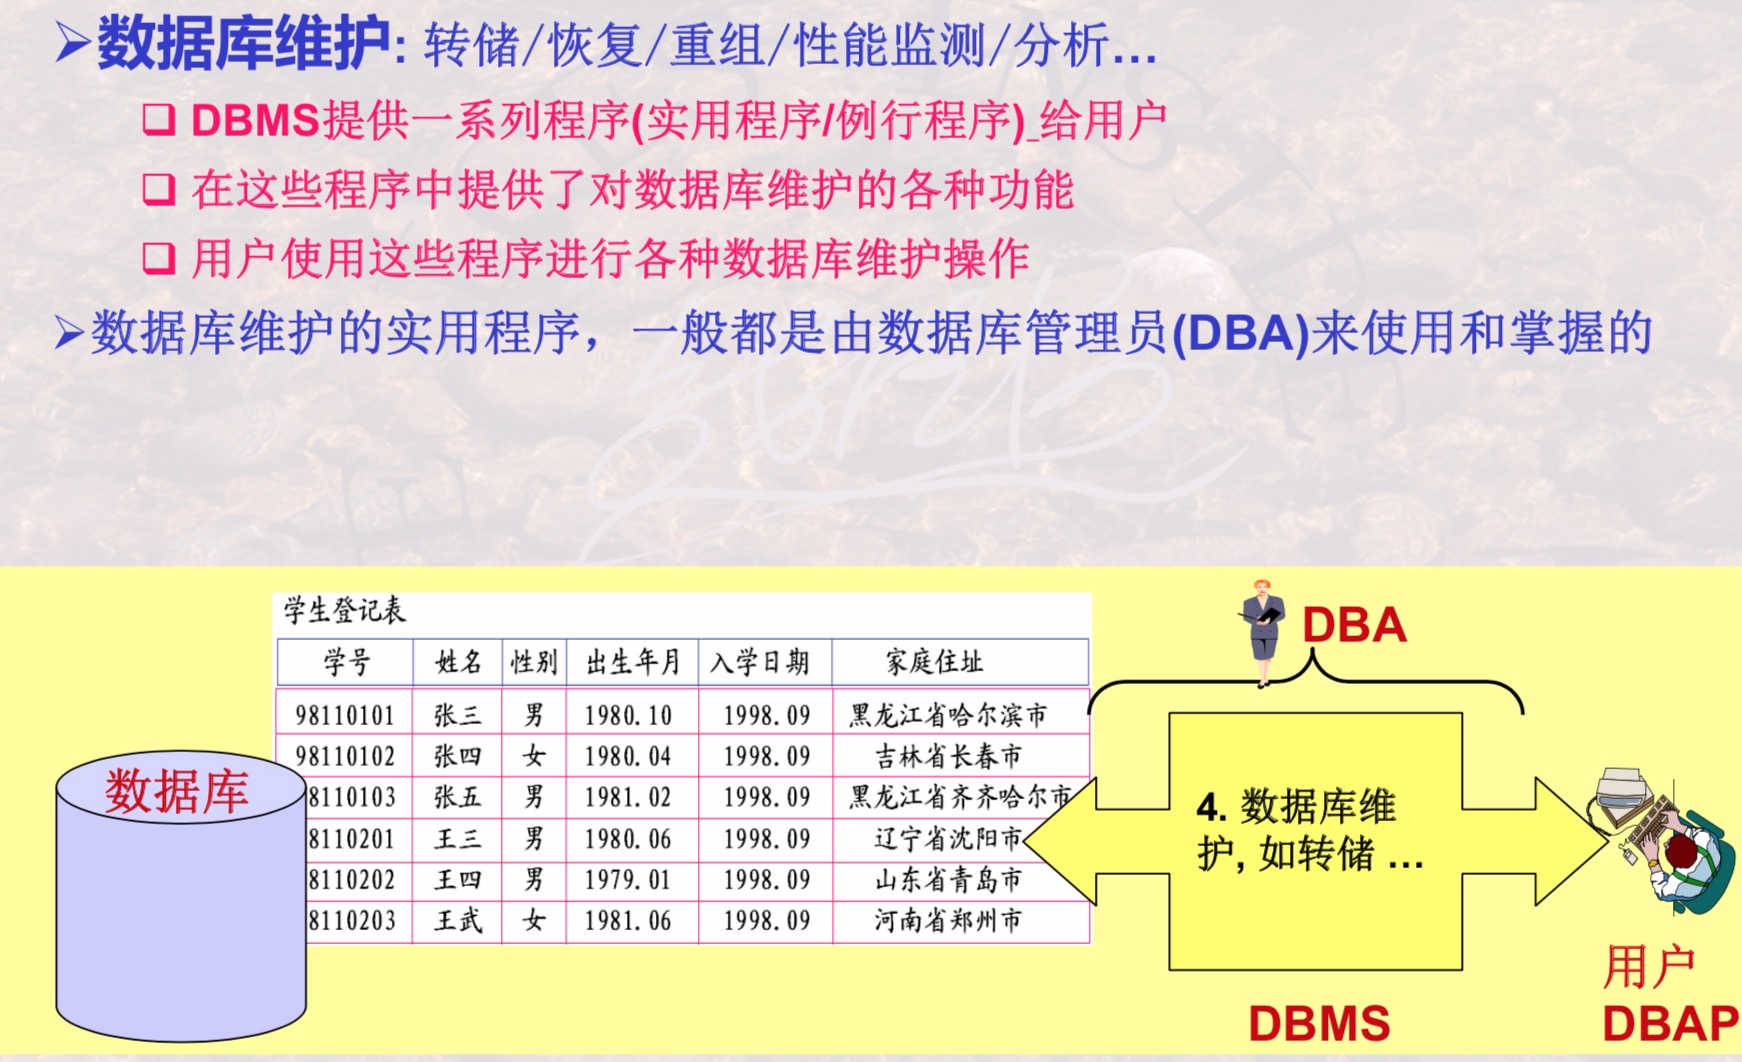 数据库维护: 转储/恢复/重组/性能监测/分析…
DBMS提供一系列程序(实用程序/例行程序)_给用户
在这些程序中提供了对数据库维护的各种功能
用户使用这些程序进行各种数据库维护操作
数据库维护的实用程序，一般都是由数据库管理员(DBA)来使用和掌握的
数据库
学生登记表
学号 姓名 性别 出生年月 入学日期 家庭住址
98110101 张三 男 1980.10 1998.09 黑龙江省哈尔滨市
98110102 张四 女 1980.04 1998.09 吉林省长春市
8110103 张五 男 1981.02 1998.09 黑龙江省齐齐哈尔市
8110201 王三 男 1980.06 1998.09 辽宁省沈阳市
8110202 王四 男 1979.01 1998.09 山东省青岛市
8110203 王武 女 1981.06 1998.09 河南省郑州市
DBA
4. 数据库维
护, 如转储 …
DBMS
用户
DBAP